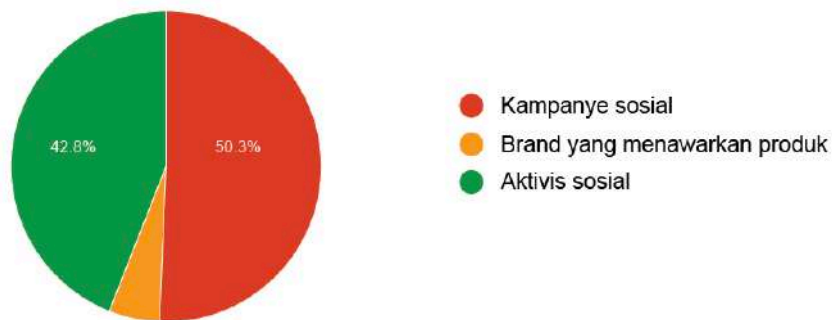 42.8%
50.3%
Kampanye sosial
Brand yang menawarkan produk
Aktivis sosial